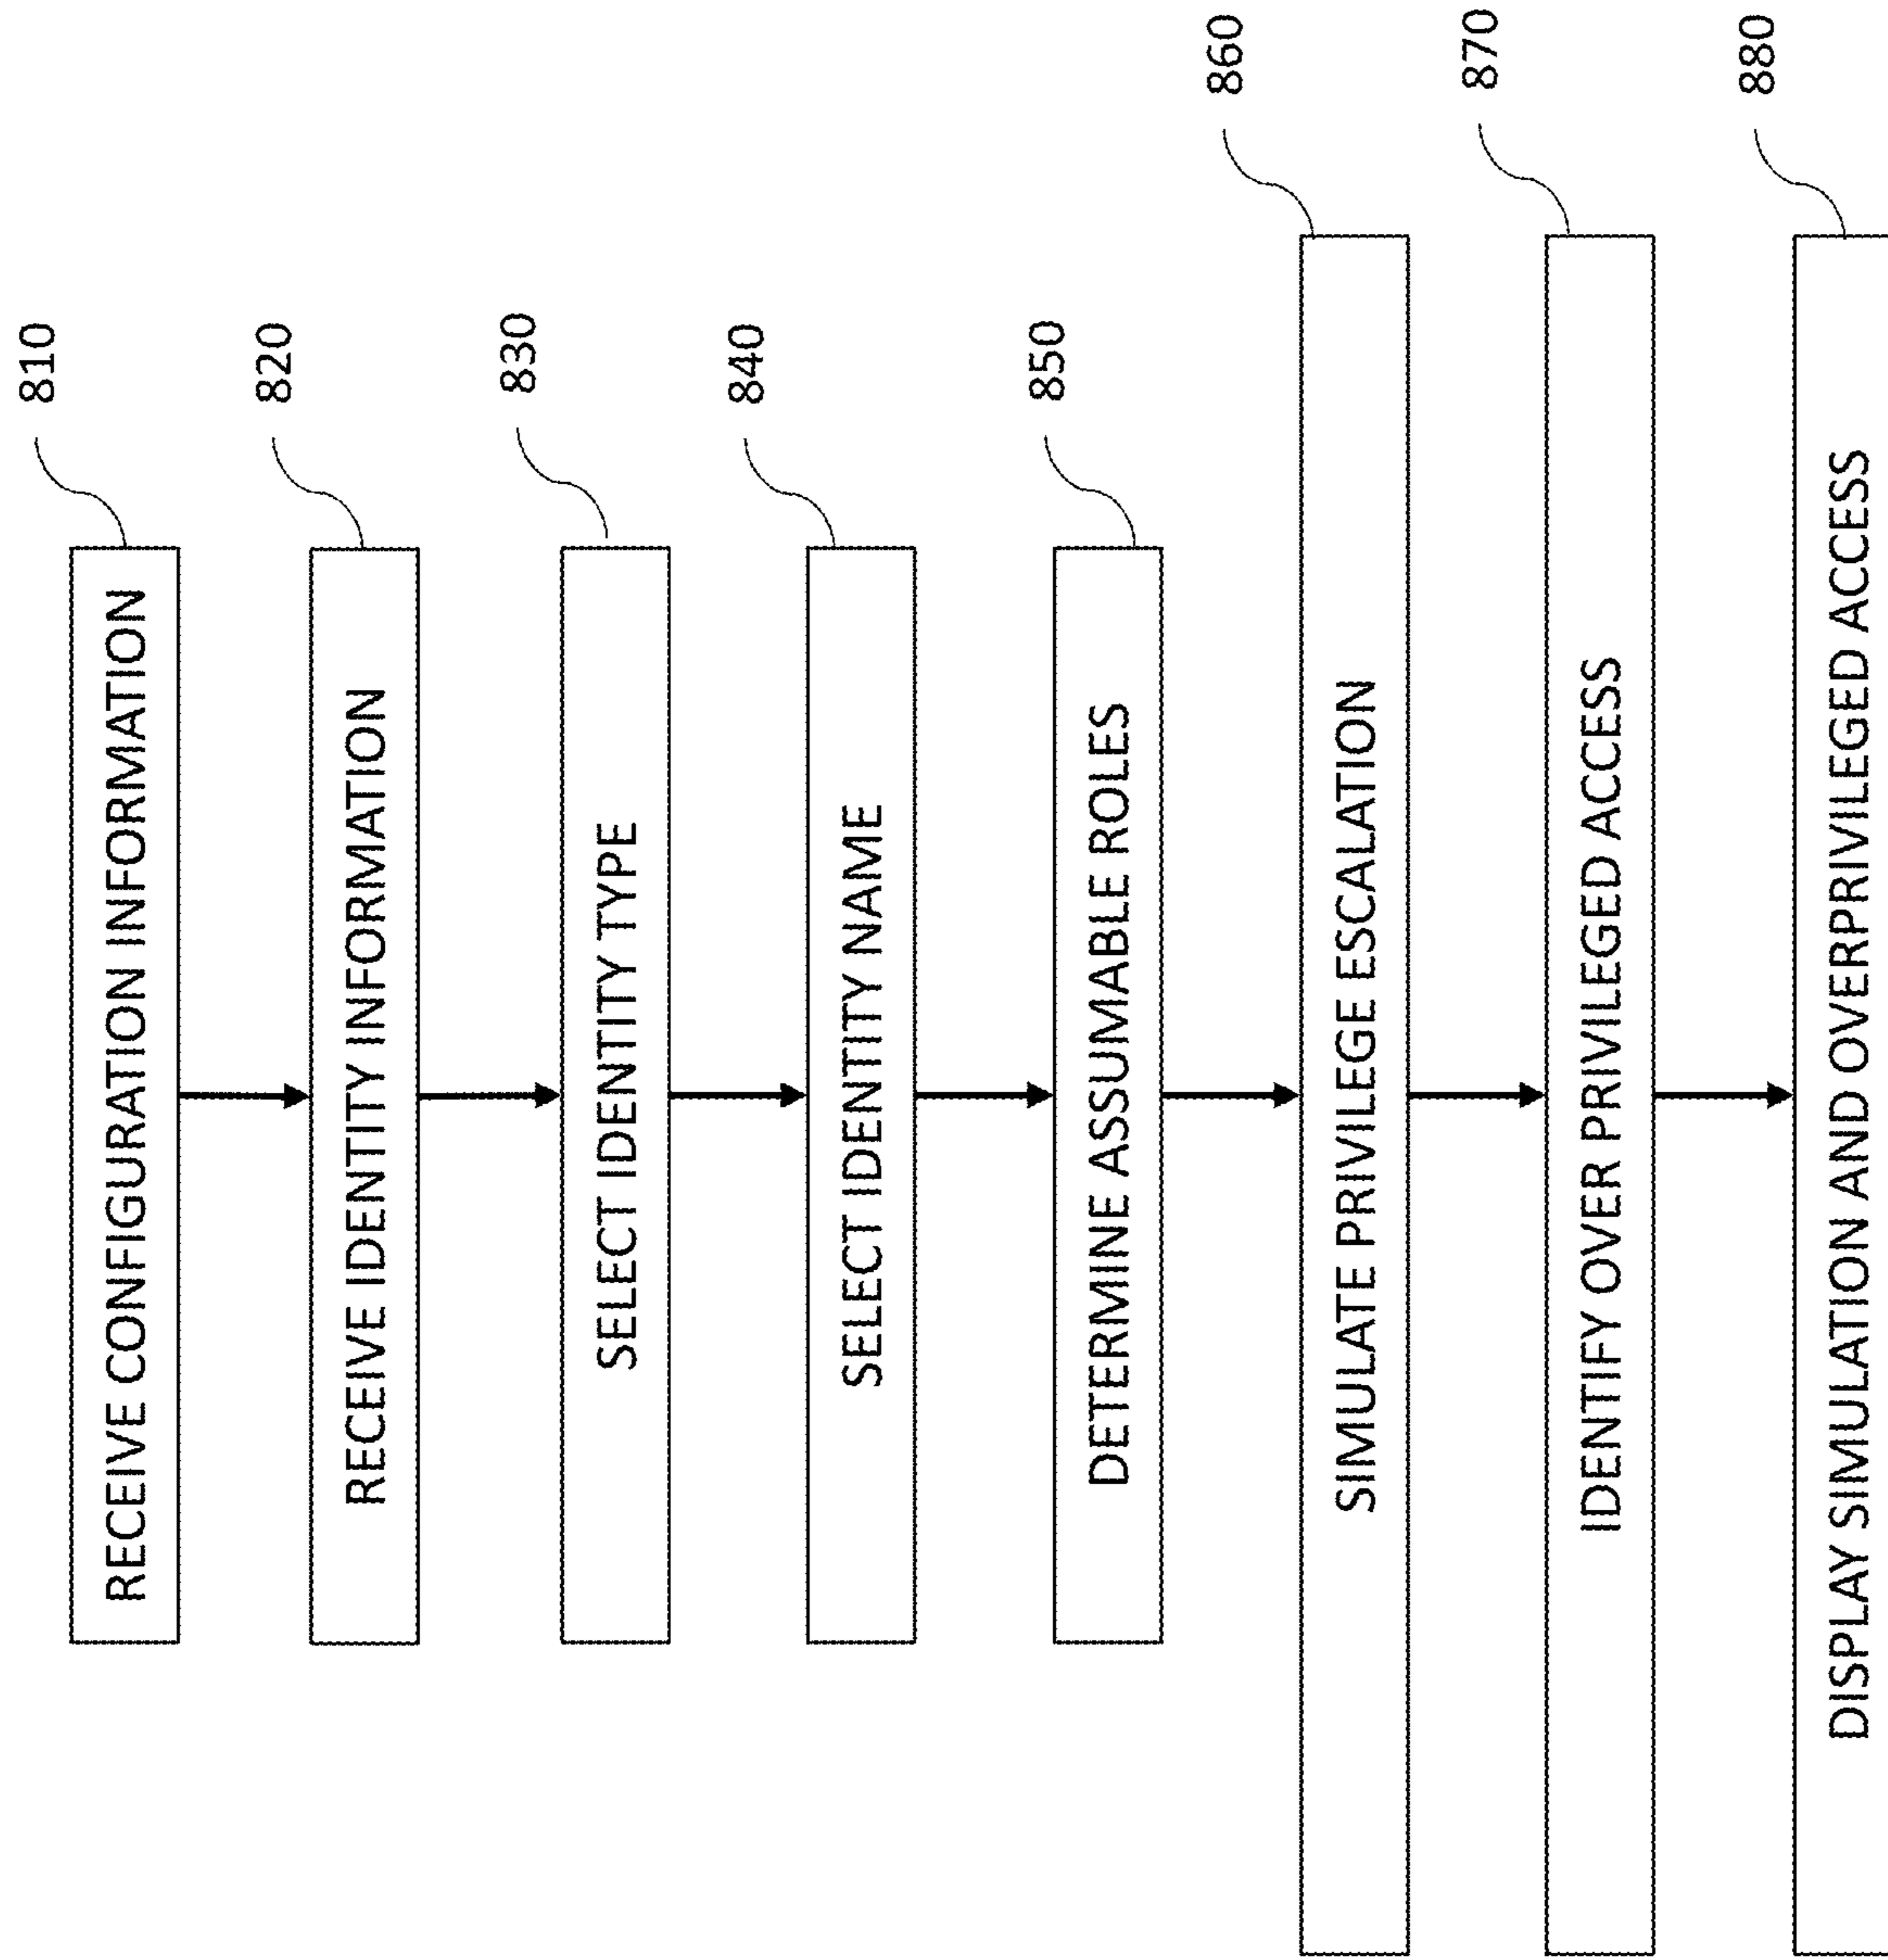 810
RECEIVE CONFIGURATION INFORMATION
820
RECEIVE IDENTITY INFORMATION
830
SELECT IDENTITY TYPE
840
SELECT IDENTITY NAME
850
DETERMINE ASSUMABLE ROLES
860
SIMULATE PRIVILEGE ESCALATION
870
IDENTIFY OVER PRIVILEGED ACCESS
880
DISPLAY SIMULATION AND OVERPRIVILEGED ACCESS